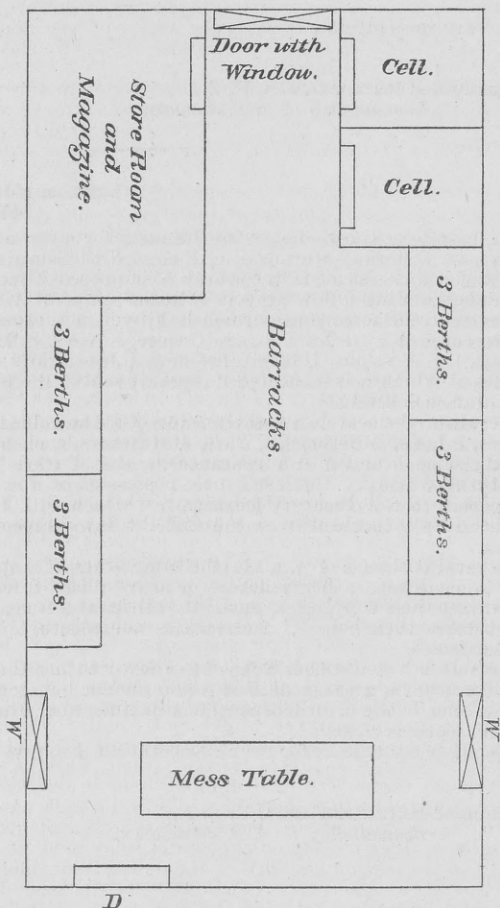 Door with
Window.
Cell.
Store Room
and
Magazine
Cell.
3 Berths.
Barracks
3 Berths.
3 Berths.
3 Berths.
W
W
Mess Table.
D